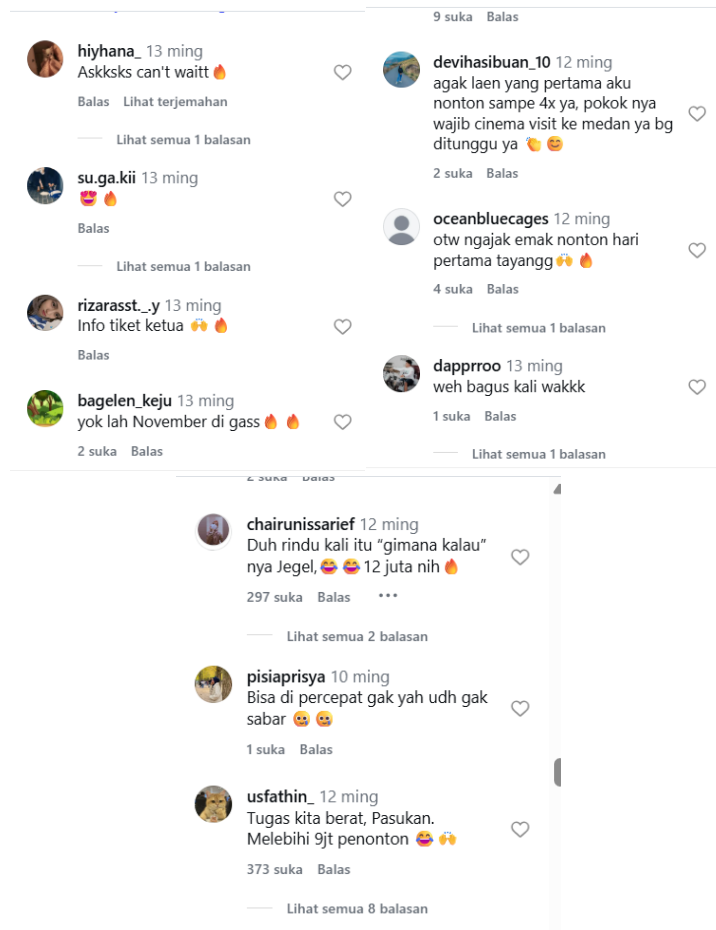 hiyhana_ 13 ming
Askksks can't waitt🔥
Balas Lihat terjemahan
Lihat semua 1 balasan
su.ga.kii 13 ming
😍🔥
Balas
Lihat semua 1 balasan
rizarasst._.y 13 ming
Info tiket ketua 🙌🔥
Balas
bagelen_keju 13 ming
yok lah November di gass🔥🔥
2 suka Balas
9 suka Balas
devihasibuan_10 12 ming
agak laen yang pertama aku
nonton sampe 4x ya, pokok nya
wajib cinema visit ke medan ya bg
ditunggu ya 👏😊
2 suka Balas
oceanbluecages 12 ming
otw ngajak emak nonton hari
pertama tayangg🙌🔥
4 suka Balas
Lihat semua 1 balasan
dapprroo 13 ming
weh bagus kali wakkk
1 suka Balas
Lihat semua 1 balasan
2 suka Balas
chairunissarief 12 ming
Duh rindu kali itu “gimana kalau”
nya Jegel,😂😂12 juta nih🔥
297 suka Balas •••
Lihat semua 2 balasan
pisiaprisya 10 ming
Bisa di percepat gak yah udh gak
sabar 🥲🥲
1 suka Balas
usfathin_ 12 ming
Tugas kita berat, Pasukan.
Melebihi 9jt penonton 😂🙌
373 suka Balas
Lihat semua 8 balasan